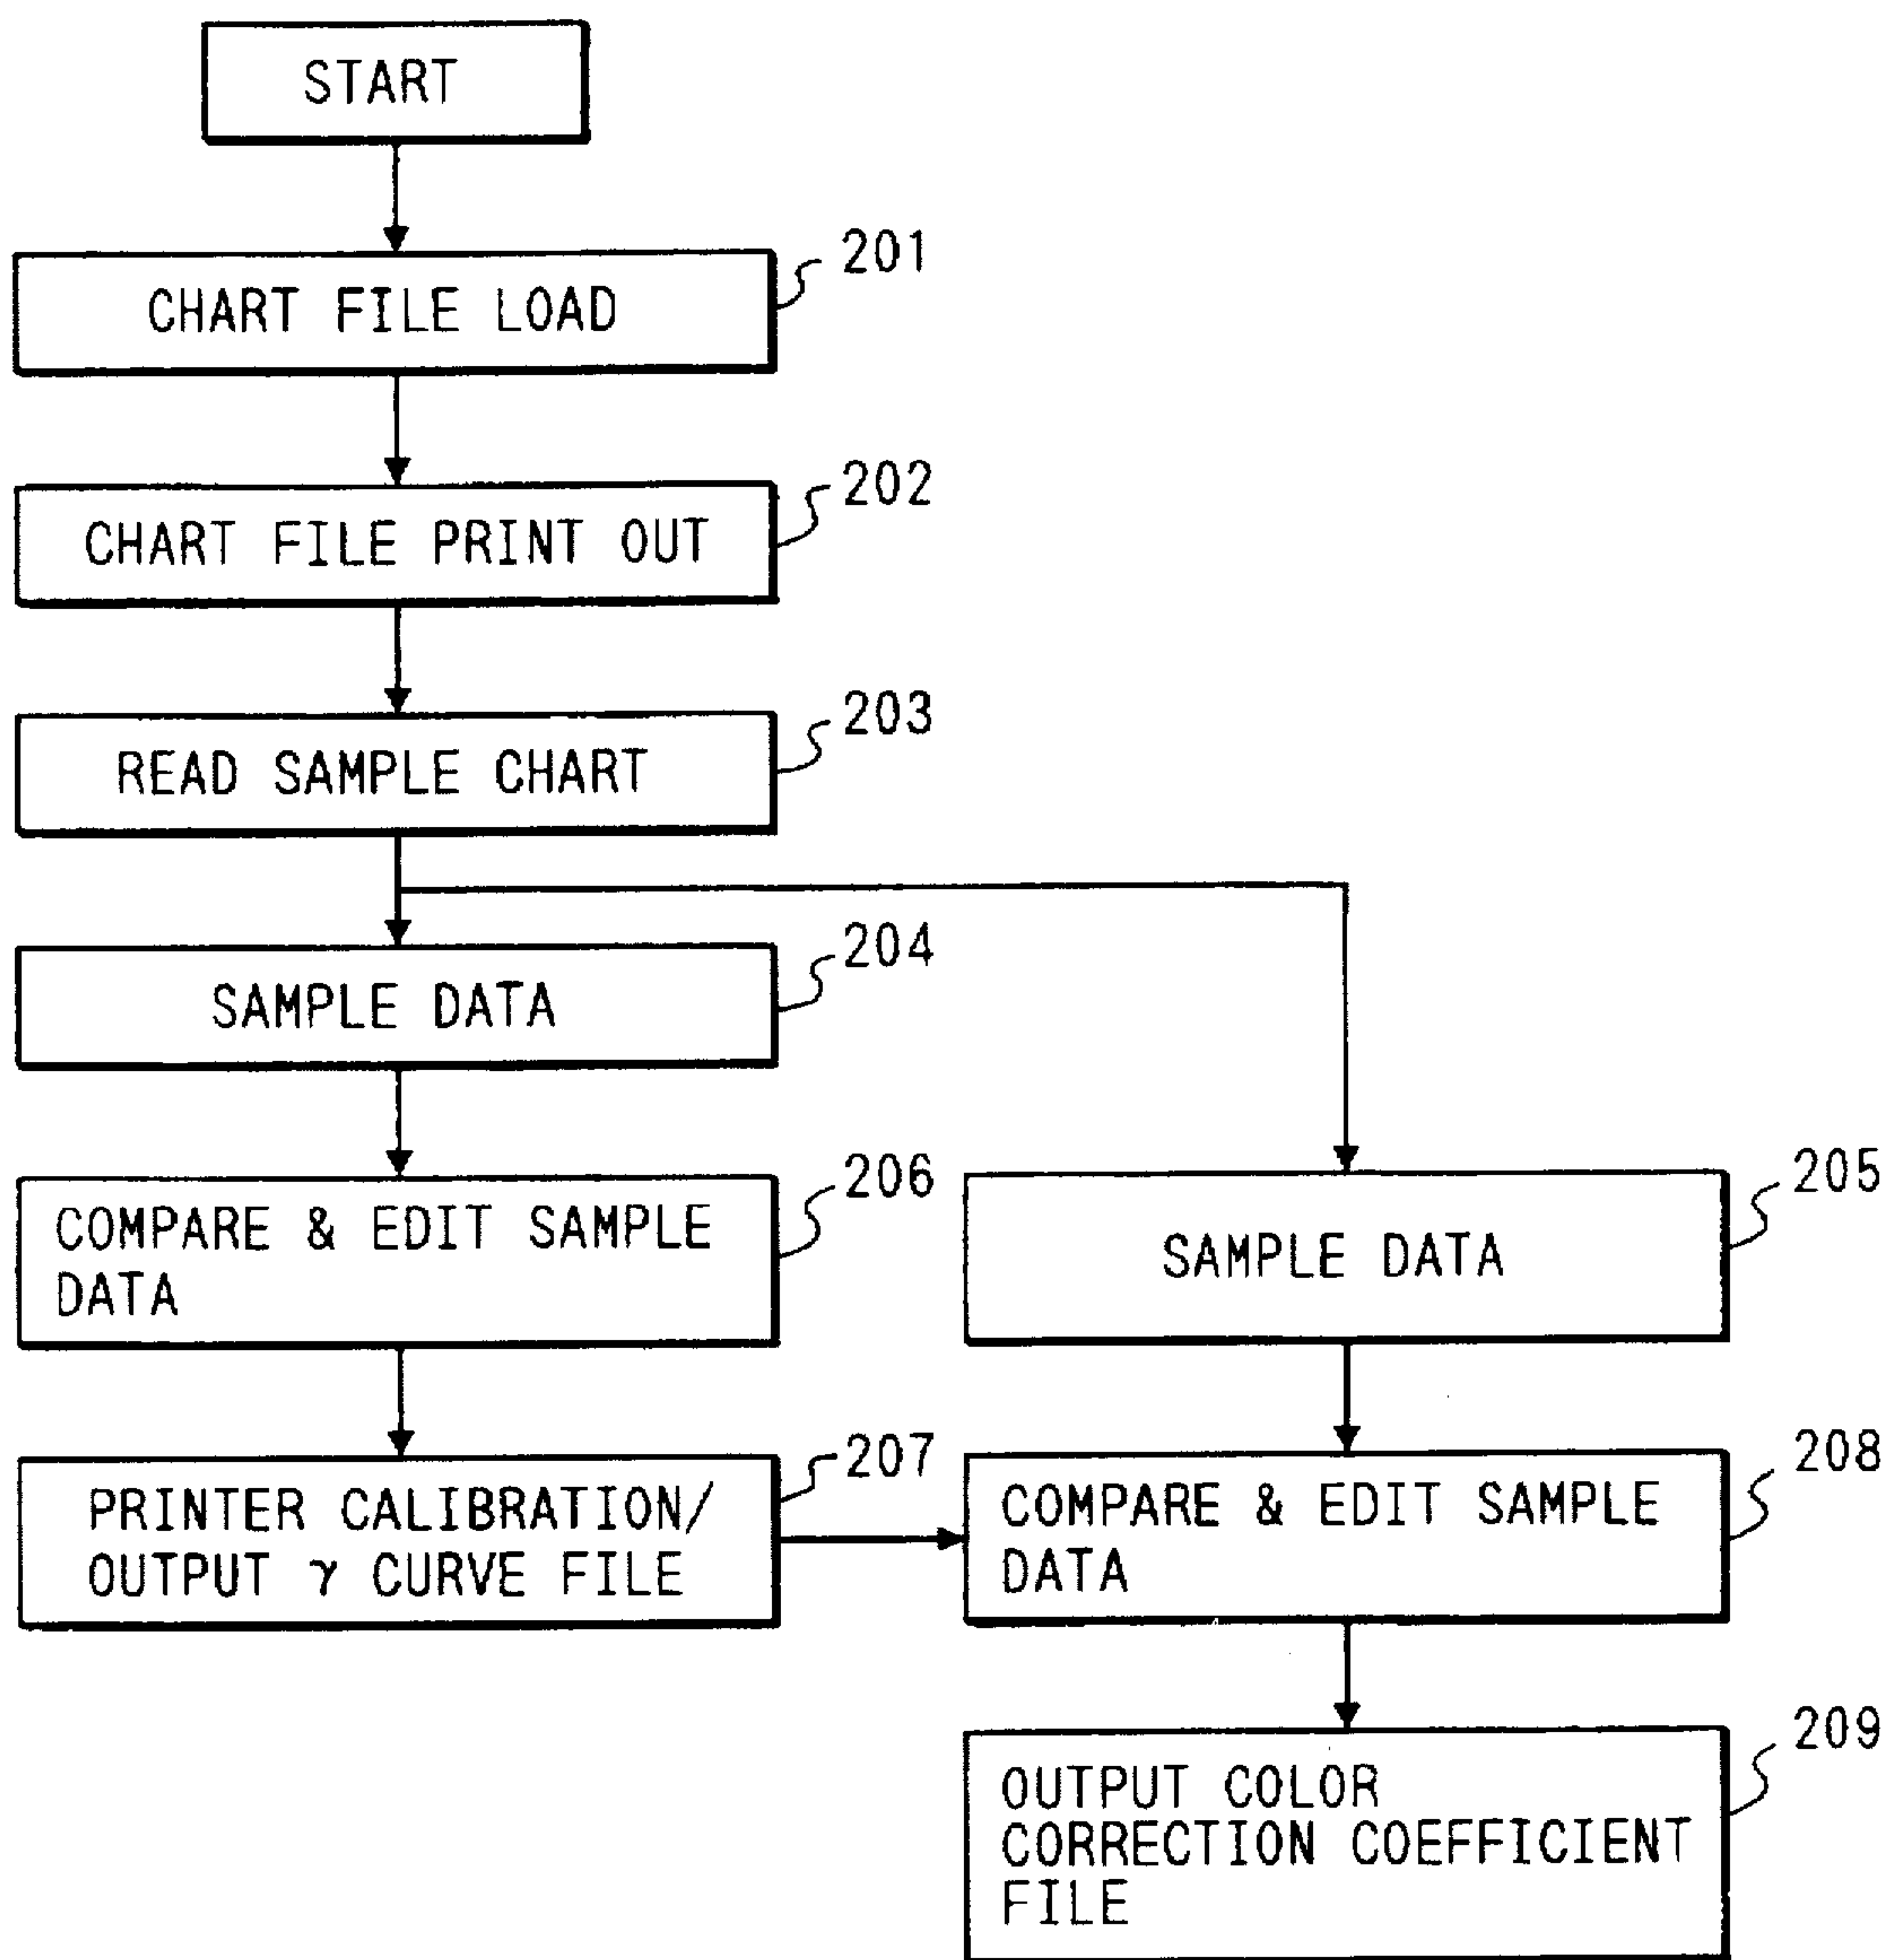 START
201
CHART FILE LOAD
202
CHART FILE PRINT OUT
203
READ SAMPLE CHART
204
SAMPLE DATA
206
COMPARE & EDIT SAMPLE
DATA
205
SAMPLE DATA
207
PRINTER CALIBRATION/
OUTPUT γ CURVE FILE
208
COMPARE & EDIT SAMPLE
DATA
209
OUTPUT COLOR
CORRECTION COEFFICIENT
FILE